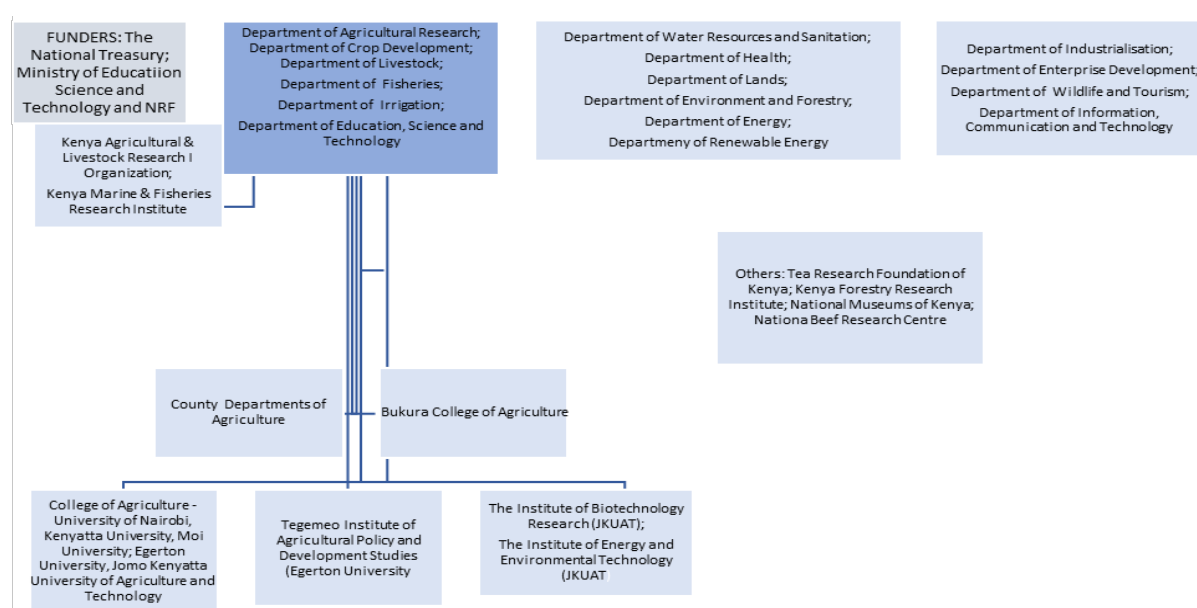 FUNDERS: The
National Treasury;
Ministry of Educatiion
Science and
Technology and NRF
Department of Agricultural Research;
Department of Crop Development;
Department of Livestock;
Department of Fisheries;
Department of Irrigation;
Department of Education, Science and
Technology
Department of Water Resources and Sanitation;
Department of Health;
Department of Lands;
Department of Environment and Forestry;
Department of Energy;
Departmeny of Renewable Energy
Department of Industrialisation;
Department of Enterprise Development;
Department of Wildlife and Tourism;
Department of Information,
Communication and Technology
Kenya Agricultural &
Livestock Research I
Organization;
Kenya Marine & Fisheries
Research Institute
Others: Tea Research Foundation of
Kenya; Kenya Forestry Research
Institute; National Museums of Kenya;
Nationa Beef Research Centre
County Departments of
Agriculture
Bukura College of Agriculture
College of Agriculture -
University of Nairobi,
Kenyatta University, Moi
University; Egerton
University, Jomo Kenyatta
University of Agriculture and
Technology
Tegemeo Institute of
Agricultural Policy and
Development Studies
(Egerton University
The Institute of Biotechnology
Research (JKUAT);
The Institute of Energy and
Environmental Technology
(JKUAT)